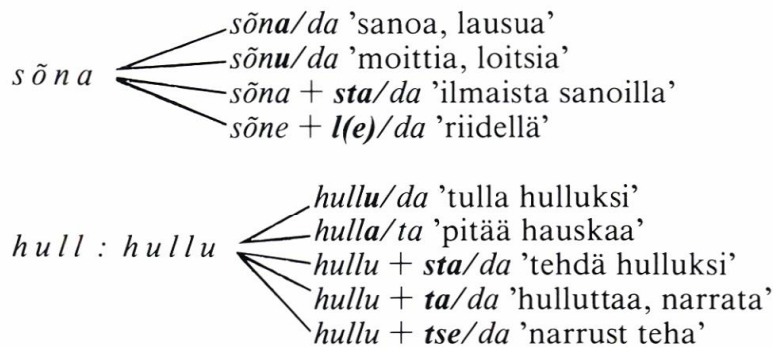 sõna/da 'sanoa, lausua'
sõnu/da 'moittia, loitsia'
sõna
sõna + sta/da 'ilmaista sanoilla'
sõne + l(e)/da 'riidellä'
hullu/da 'tulla hulluksi'
hulla/ta 'pitää hauskaa'
hull : hullu
hullu + sta/da 'tehdä hulluksi'
hullu + ta/da 'hulluttaa, narrata'
hullu + tse/da 'narrust teha'